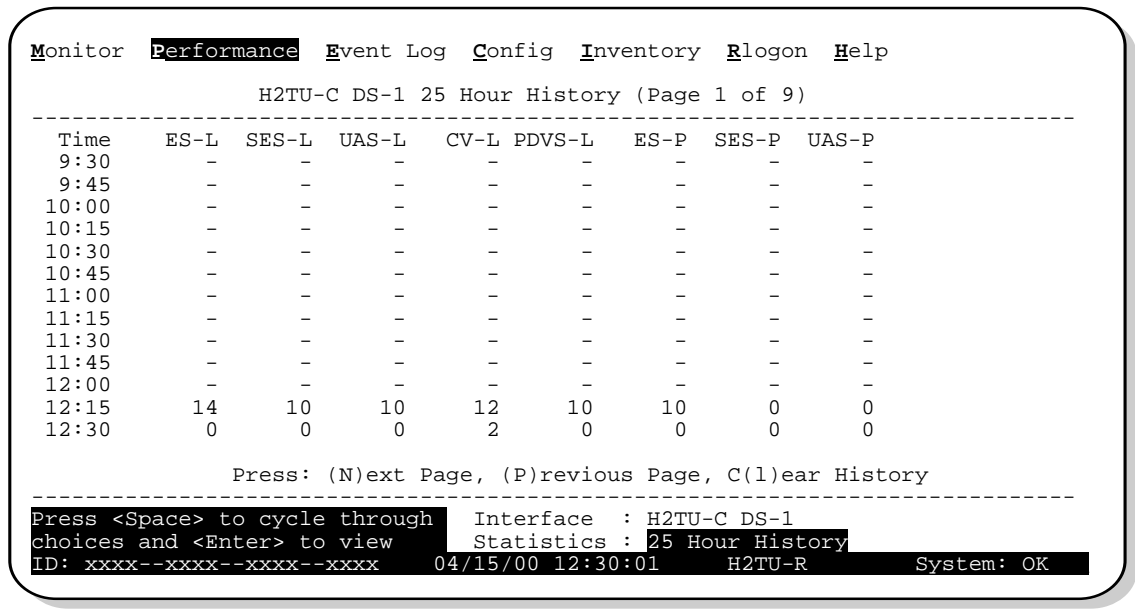 Monitor  Performance  Event Log  Config  Inventory  Rlogon  Help
H2TU-C DS-1 25 Hour History (Page 1 of 9)
------------------------------------------------------------------------------
Time    ES-L  SES-L  UAS-L   CV-L PDVS-L   ES-P  SES-P  UAS-P
9:30      -      -      -      -      -      -      -      -
9:45      -      -      -      -      -      -      -      -
10:00      -      -      -      -      -      -      -      -
10:15      -      -      -      -      -      -      -      -
10:30      -      -      -      -      -      -      -      -
10:45      -      -      -      -      -      -      -      -
11:00      -      -      -      -      -      -      -      -
11:15      -      -      -      -      -      -      -      -
11:30      -      -      -      -      -      -      -      -
11:45      -      -      -      -      -      -      -      -
12:00      -      -      -      -      -      -      -      -
12:15     14     10     10     12     10     10      0      0
12:30      0      0      0      2      0      0      0      0
Press: (N)ext Page, (P)revious Page, C(l)ear History
------------------------------------------------------------------------------
Press <Space> to cycle through  Interface  : H2TU-C DS-1
choices and <Enter> to view  Statistics : 25 Hour History
ID: xxxx--xxxx--xxxx--xxxx    04/15/00 12:30:01     H2TU-R        System: OK